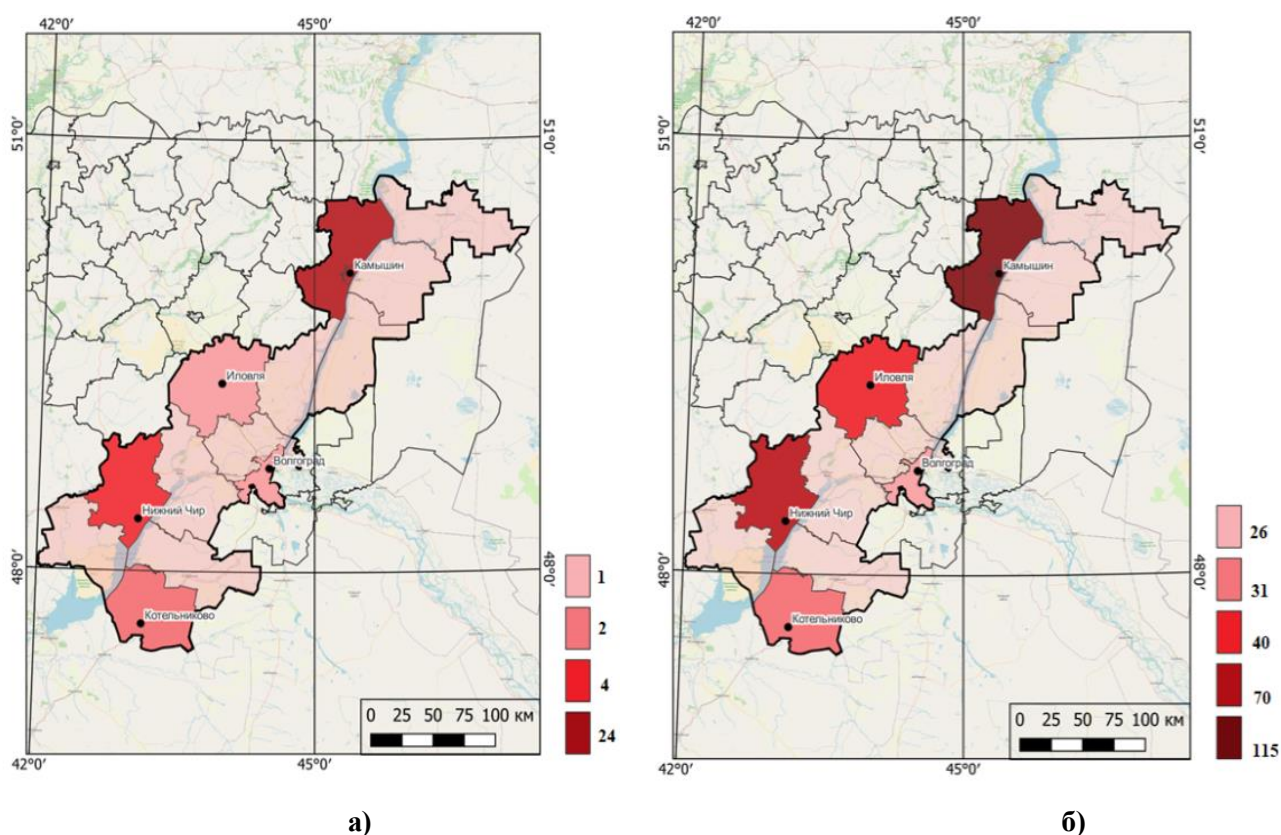 42°0′
45°0′
42°0′
45°0′
51°0′
51°0′
51°0′
51°0′
Камышин
Камышин
Иловля
Иловля
Волгоград
Волгоград
Нижний Чир
Нижний Чир
48°0′
48°0′
48°0′
48°0′
Котельниково
Котельниково
1
2
4
24
26
31
40
70
115
0 25 50 75 100 км
0 25 50 75 100 км
42°0′
45°0′
42°0′
45°0′
а)
б)